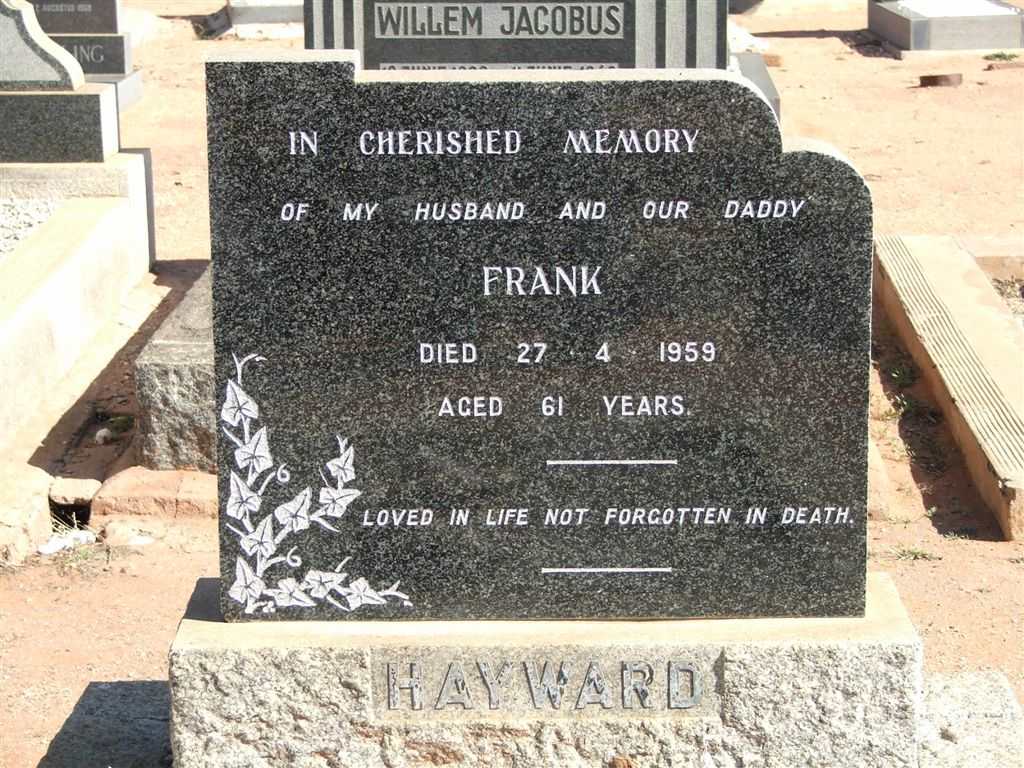 WILLEM JACOBUS
IN CHERISHED MEMORY
OF MY HUSBAND AND OUR DADDY
FRANK
DIED 27 · 4 · 1959
AGED 61 YEARS.
LOVED IN LIFE NOT FORGOTTEN IN DEATH.
HAYWARD